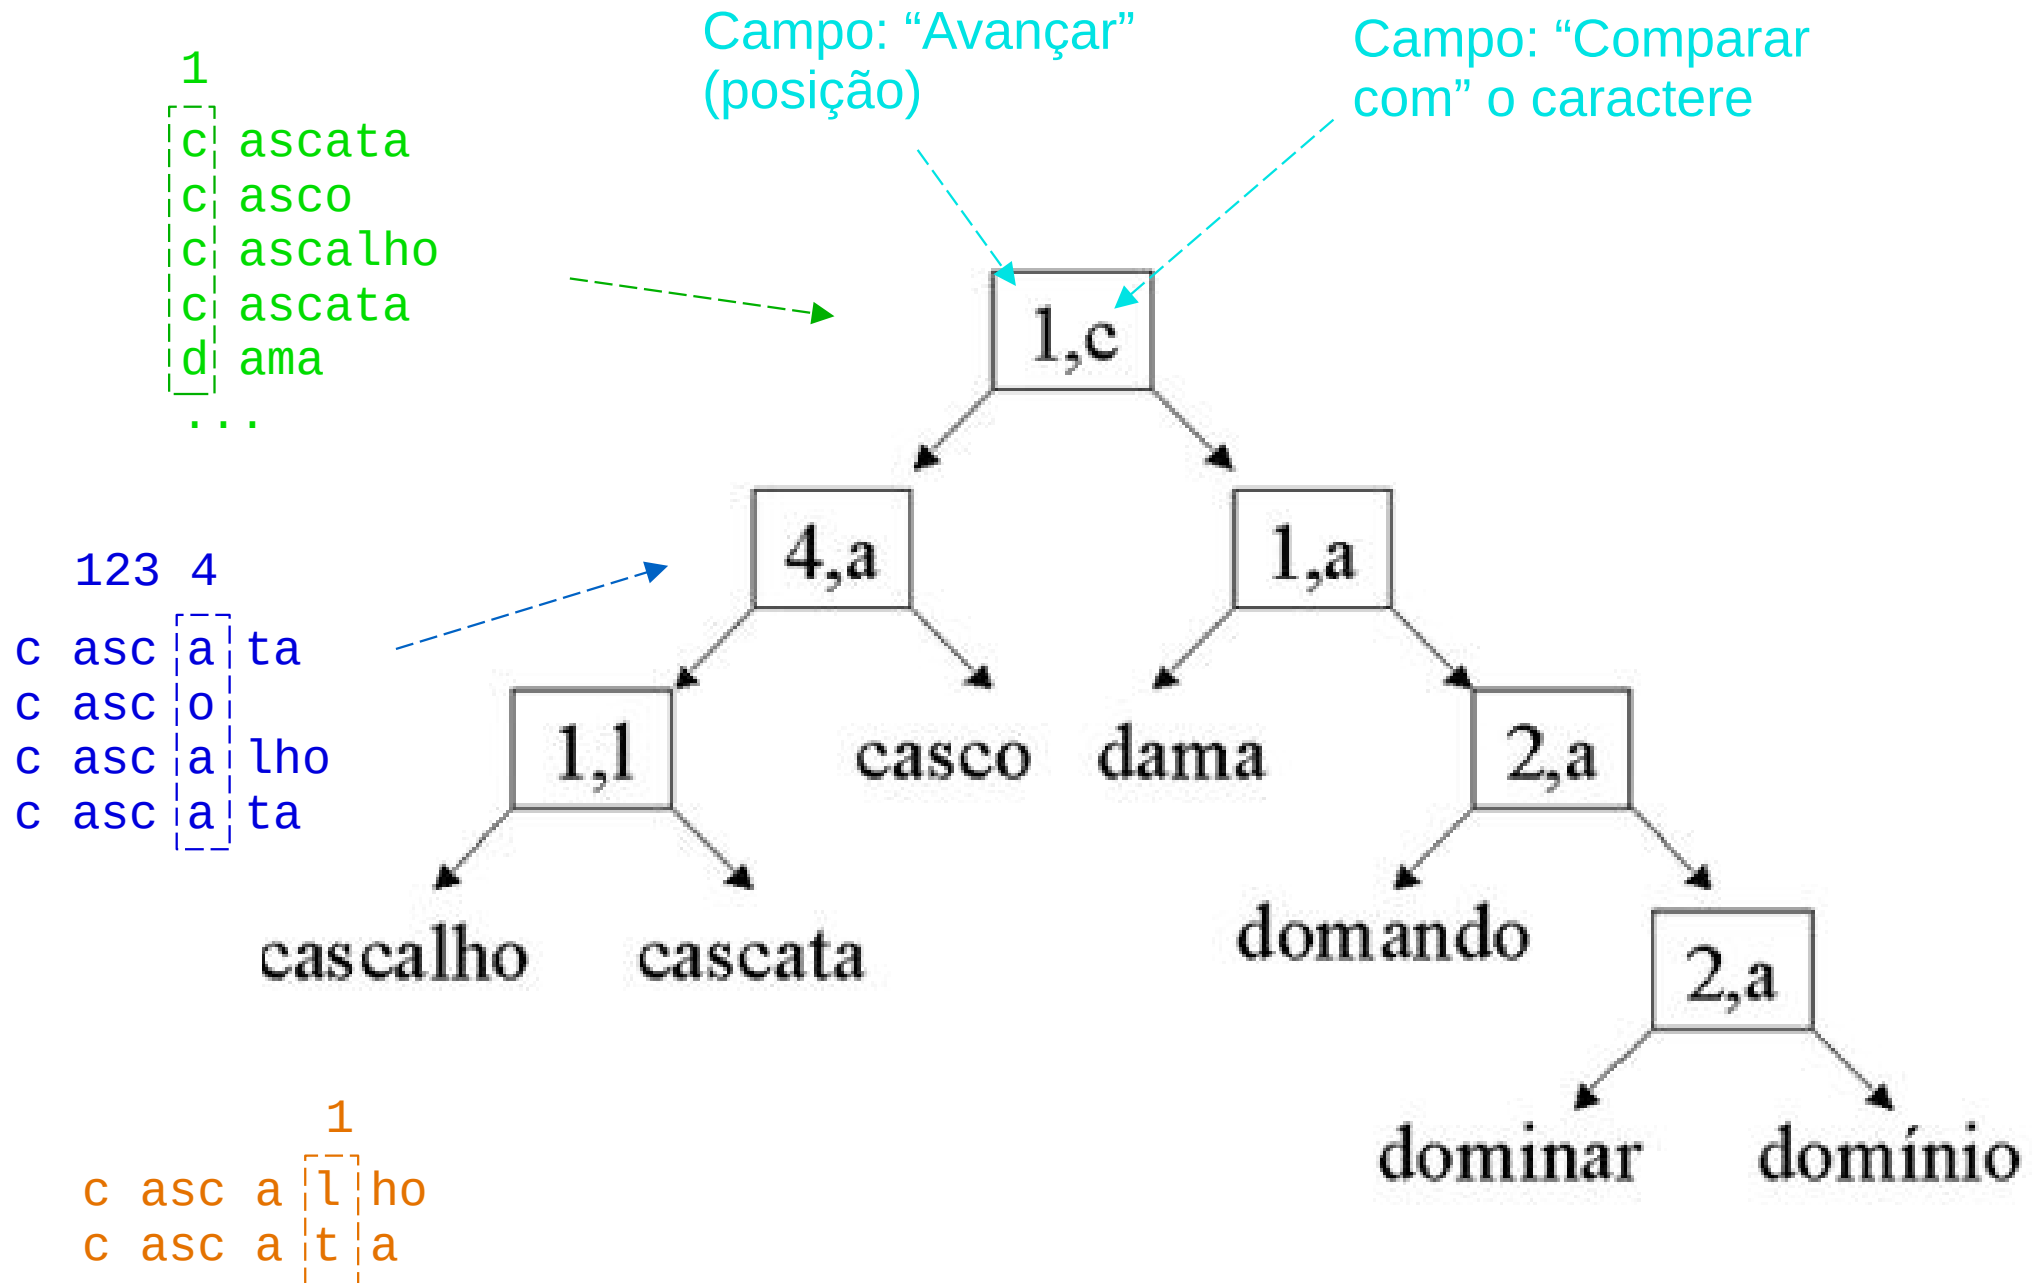 Campo: “Avançar”
(posição)
Campo: “Comparar
com” o caractere
1
c ascata
c asco
c ascalho
c ascata
d ama
...
1,c
123 4
c asc a ta
c asc o
c asc a lho
c asc a ta
4,a
1,a
1,l
casco
dama
2,a
cascalho
cascata
domando
2,a
dominar
domínio
1
c asc a l ho
c asc a t a